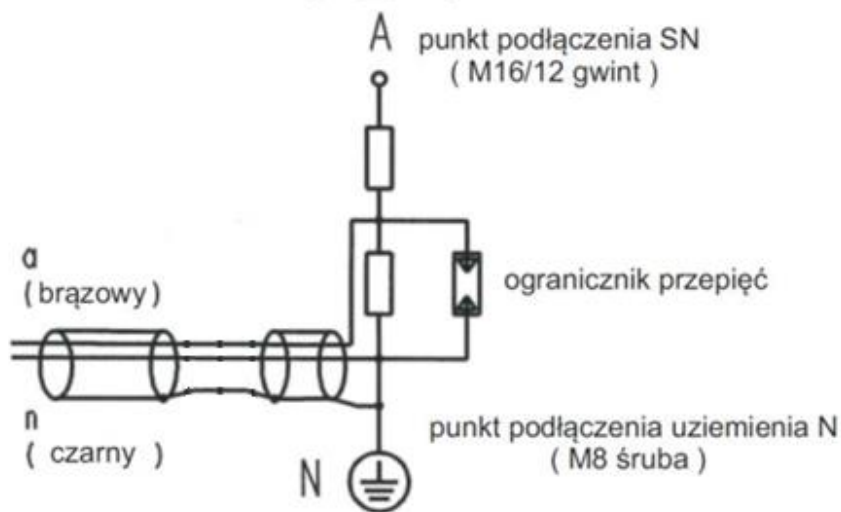 A
punkt podłączenia SN
( M16/12 gwint )
a
( brązowy )
ogranicznik przepięć
n
( czarny )
punkt podłączenia uziemienia N
( M8 śruba )
N